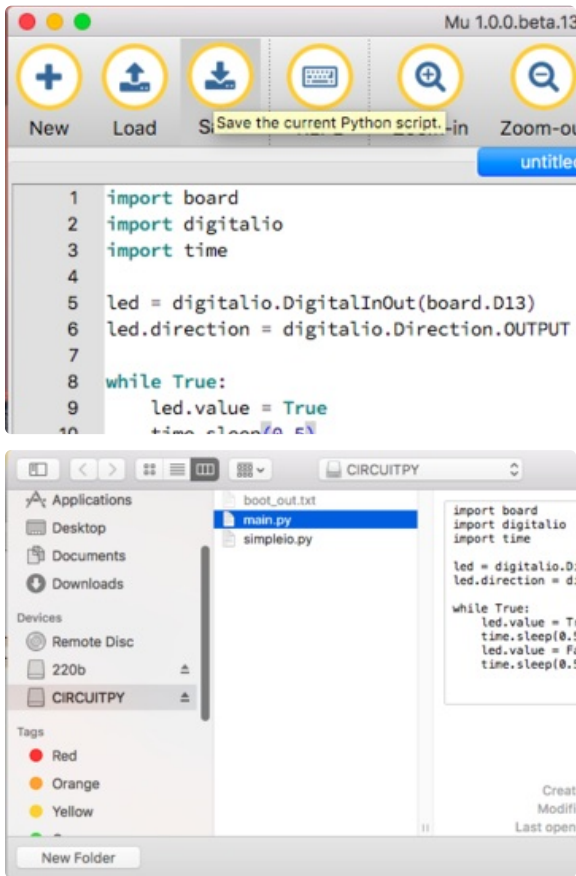 Mu 1.0.0.beta.13
New Load Save the current Python script. -in Zoom-ou
untitled
1 import board
2 import digitalio
3 import time
4
5 led = digitalio.DigitalInOut(board.D13)
6 led.direction = digitalio.Direction.OUTPUT
7
8 while True:
9 led.value = True
10 time.sleep(0.5)
CIRCUITPY
Applications
Desktop
Documents
Downloads
Devices
Remote Disc
220b
CIRCUITPY
Tags
Red
Orange
Yellow
New Folder
boot_out.txt
main.py
simpleio.py
import board
import digitalio
import time
led = digitalio.Di
led.direction = di
while True:
led.value = Tr
time.sleep(0.5
led.value = Fa
time.sleep(0.5
Creat
Modifi
Last open